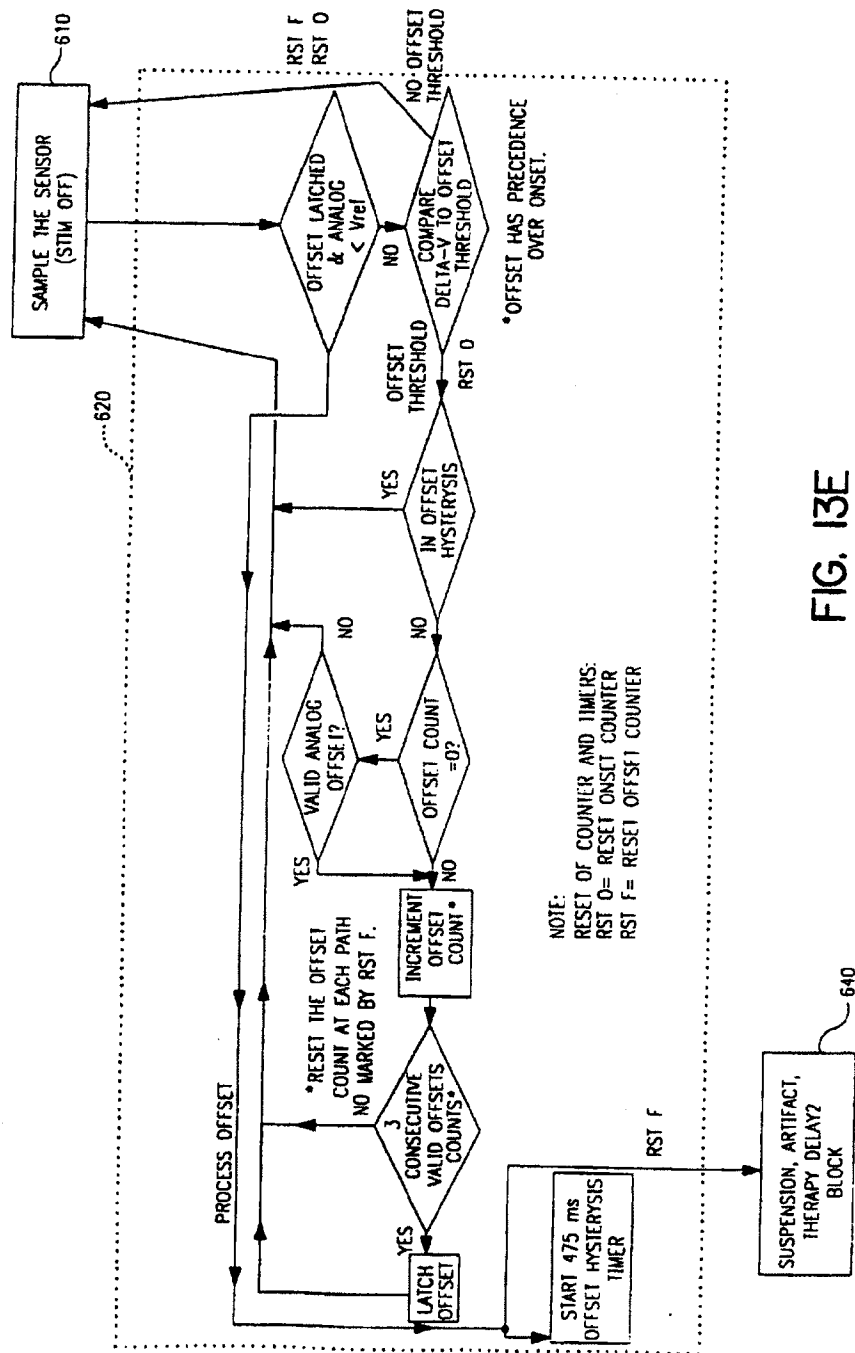 610
SAMPLE THE SENSOR
(STIM OFF)
620
RST F
RST O
OFFSET LATCHED
& ANALOG
< Vref
NO
NO OFFSET
THRESHOLD
COMPARE
DELTA-V TO OFFSET
THRESHOLD
*OFFSET HAS PRECEDENCE
OVER ONSET.
OFFSET
THRESHOLD
RST O
IN OFFSET
HYSTERYSIS
YES
NO
OFFSET COUNT
=0?
YES
VALID ANALOG
OFFSET?
NO
YES
NO
INCREMENT
OFFSET
COUNT*
*RESET THE OFFSET
COUNT AT EACH PATH
NO MARKED BY RST F.
3
CONSECUTIVE
VALID OFFSETS
COUNTS*
YES
LATCH
OFFSET
PROCESS OFFSET
START 475 ms
OFFSET HYSTERYSIS
TIMER
RST F
SUSPENSION, ARTIFACT,
THERAPY DELAY?
BLOCK
640
NOTE:
RESET OF COUNTER AND TIMERS:
RST O= RESET ONSET COUNTER
RST F= RESET OFFSET COUNTER
FIG. 13E